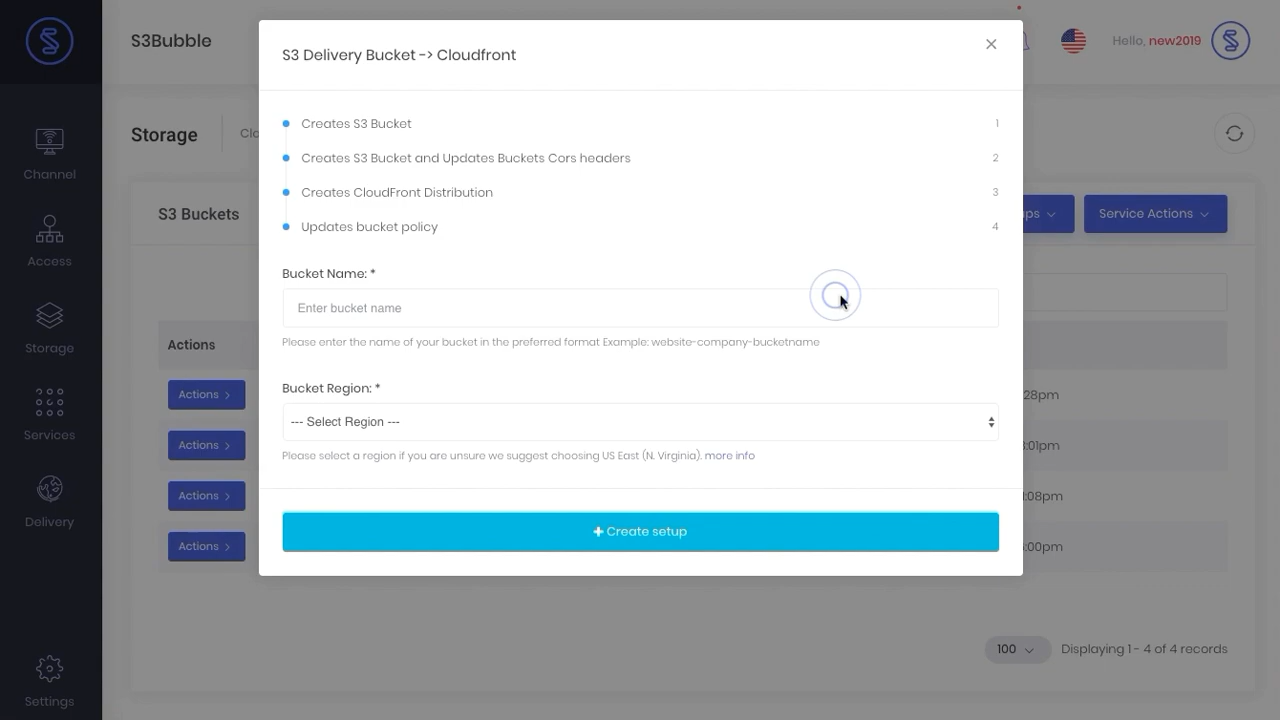 S3Bubble
S3 Delivery Bucket -> Cloudfront
Hello, new2019
Creates S3 Bucket 1
Creates S3 Bucket and Updates Buckets Cors headers 2
Creates CloudFront Distribution 3
Updates bucket policy 4
Storage
Channel
S3 Buckets
Service Actions
Access
Bucket Name: *
Enter bucket name
Please enter the name of your bucket in the preferred format Example: website-company-bucketname
Storage
Actions
Bucket Region: *
Actions
28pm
--- Select Region ---
Services
Actions
:01pm
Please select a region if you are unsure we suggest choosing US East (N. Virginia). more info
Actions
:08pm
Delivery
+ Create setup
Actions
:00pm
100
Displaying 1 - 4 of 4 records
Settings